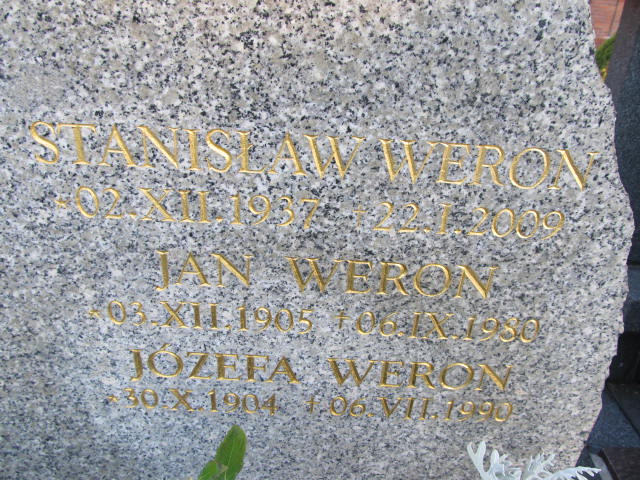 STANISŁAW WERON
*02.XII.1937 †22.I.2009
JAN WERON
*03.XII.1905 †06.IX.1980
JÓZEFA WERON
*30.X.1904 †06.VII.1990